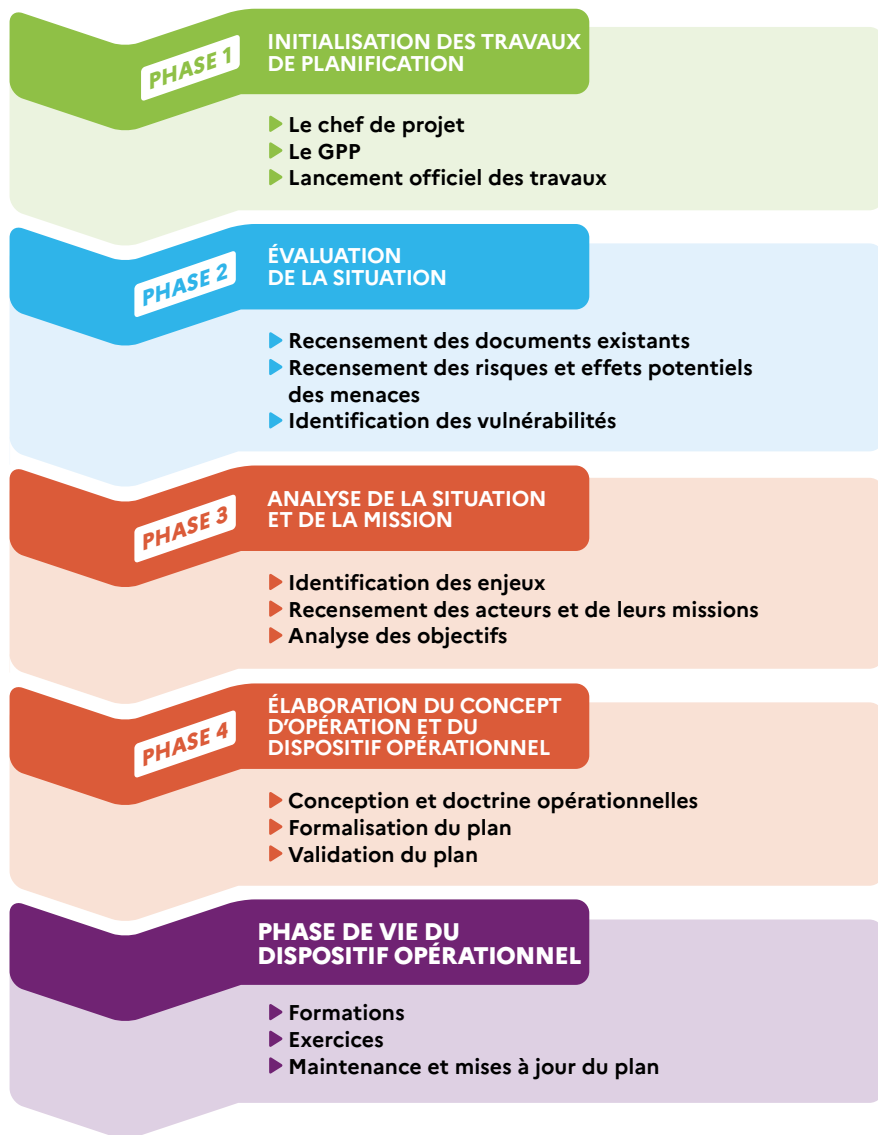 PHASE 1
INITIALISATION DES TRAVAUX
DE PLANIFICATION
Le chef de projet
Le GPP
Lancement officiel des travaux
PHASE 2
ÉVALUATION
DE LA SITUATION
Recensement des documents existants
Recensement des risques et effets potentiels
des menaces
Identification des vulnérabilités
PHASE 3
ANALYSE DE LA SITUATION
ET DE LA MISSION
Identification des enjeux
Recensement des acteurs et de leurs missions
Analyse des objectifs
PHASE 4
ÉLABORATION DU CONCEPT
D’OPÉRATION ET DU
DISPOSITIF OPÉRATIONNEL
Conception et doctrine opérationnelles
Formalisation du plan
Validation du plan
PHASE DE VIE DU
DISPOSITIF OPÉRATIONNEL
Formations
Exercices
Maintenance et mises à jour du plan